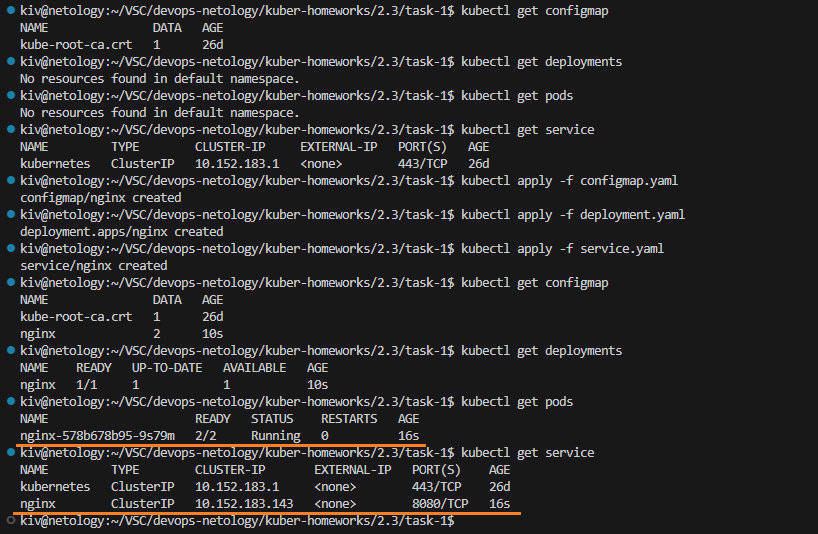 kiv@netology:~/VSC/devops-netology/kuber-homeworks/2.3/task-1$ kubectl get configmap
NAME               DATA   AGE
kube-root-ca.crt   1      26d
kiv@netology:~/VSC/devops-netology/kuber-homeworks/2.3/task-1$ kubectl get deployments
No resources found in default namespace.
kiv@netology:~/VSC/devops-netology/kuber-homeworks/2.3/task-1$ kubectl get pods
No resources found in default namespace.
kiv@netology:~/VSC/devops-netology/kuber-homeworks/2.3/task-1$ kubectl get service
NAME         TYPE        CLUSTER-IP     EXTERNAL-IP   PORT(S)   AGE
kubernetes   ClusterIP   10.152.183.1   <none>        443/TCP   26d
kiv@netology:~/VSC/devops-netology/kuber-homeworks/2.3/task-1$ kubectl apply -f configmap.yaml
configmap/nginx created
kiv@netology:~/VSC/devops-netology/kuber-homeworks/2.3/task-1$ kubectl apply -f deployment.yaml
deployment.apps/nginx created
kiv@netology:~/VSC/devops-netology/kuber-homeworks/2.3/task-1$ kubectl apply -f service.yaml
service/nginx created
kiv@netology:~/VSC/devops-netology/kuber-homeworks/2.3/task-1$ kubectl get configmap
NAME               DATA   AGE
kube-root-ca.crt   1      26d
nginx              2      10s
kiv@netology:~/VSC/devops-netology/kuber-homeworks/2.3/task-1$ kubectl get deployments
NAME    READY   UP-TO-DATE   AVAILABLE   AGE
nginx   1/1     1            1           10s
kiv@netology:~/VSC/devops-netology/kuber-homeworks/2.3/task-1$ kubectl get pods
NAME                     READY   STATUS    RESTARTS   AGE
nginx-578b678b95-9s79m   2/2     Running   0          16s
kiv@netology:~/VSC/devops-netology/kuber-homeworks/2.3/task-1$ kubectl get service
NAME         TYPE        CLUSTER-IP       EXTERNAL-IP   PORT(S)    AGE
kubernetes   ClusterIP   10.152.183.1     <none>        443/TCP    26d
nginx        ClusterIP   10.152.183.143   <none>        8080/TCP   16s
kiv@netology:~/VSC/devops-netology/kuber-homeworks/2.3/task-1$